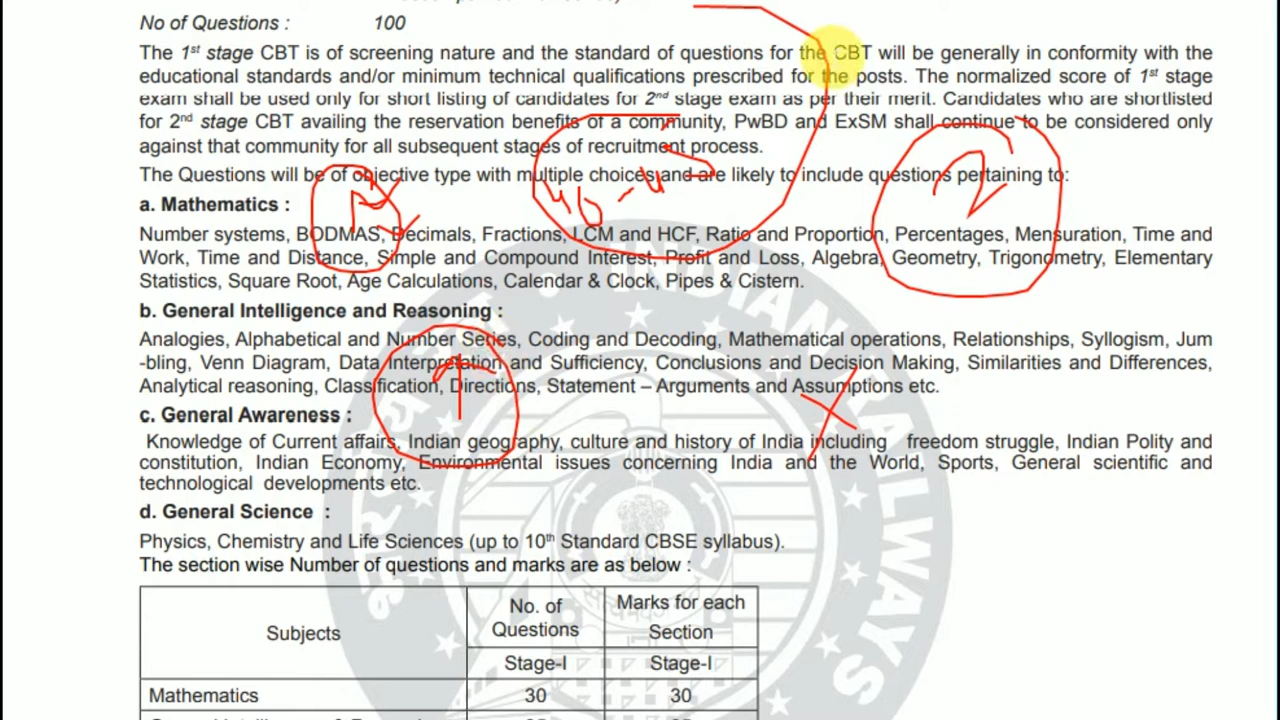 No of Questions : 100
The 1st stage CBT is of screening nature and the standard of questions for the CBT will be generally in conformity with the
educational standards and/or minimum technical qualifications prescribed for the posts. The normalized score of 1st stage
exam shall be used only for short listing of candidates for 2nd stage exam as per their merit. Candidates who are shortlisted
for 2nd stage CBT availing the reservation benefits of a community, PwBD and ExSM shall continue to be considered only
against that community for all subsequent stages of recruitment process.
The Questions will be of objective type with multiple choices and are likely to include questions pertaining to:
40-45
2
a. Mathematics :
Number systems, BODMAS, Decimals, Fractions, LCM and HCF, Ratio and Proportion, Percentages, Mensuration, Time and
Work, Time and Distance, Simple and Compound Interest, Profit and Loss, Algebra, Geometry, Trigonometry, Elementary
Statistics, Square Root, Age Calculations, Calendar & Clock, Pipes & Cistern.
b. General Intelligence and Reasoning :
Analogies, Alphabetical and Number Series, Coding and Decoding, Mathematical operations, Relationships, Syllogism, Jum
-bling, Venn Diagram, Data Interpretation and Sufficiency, Conclusions and Decision Making, Similarities and Differences,
Analytical reasoning, Classification, Directions, Statement – Arguments and Assumptions etc.
c. General Awareness :
Knowledge of Current affairs, Indian geography, culture and history of India including freedom struggle, Indian Polity and
constitution, Indian Economy, Environmental issues concerning India and the World, Sports, General scientific and
technological developments etc.
d. General Science :
Physics, Chemistry and Life Sciences (up to 10th Standard CBSE syllabus).
The section wise Number of questions and marks are as below :
Subjects
No. of
Questions
Marks for each
Section
Stage-I
Stage-I
Mathematics 30 30
INDIAN RAILWAYS